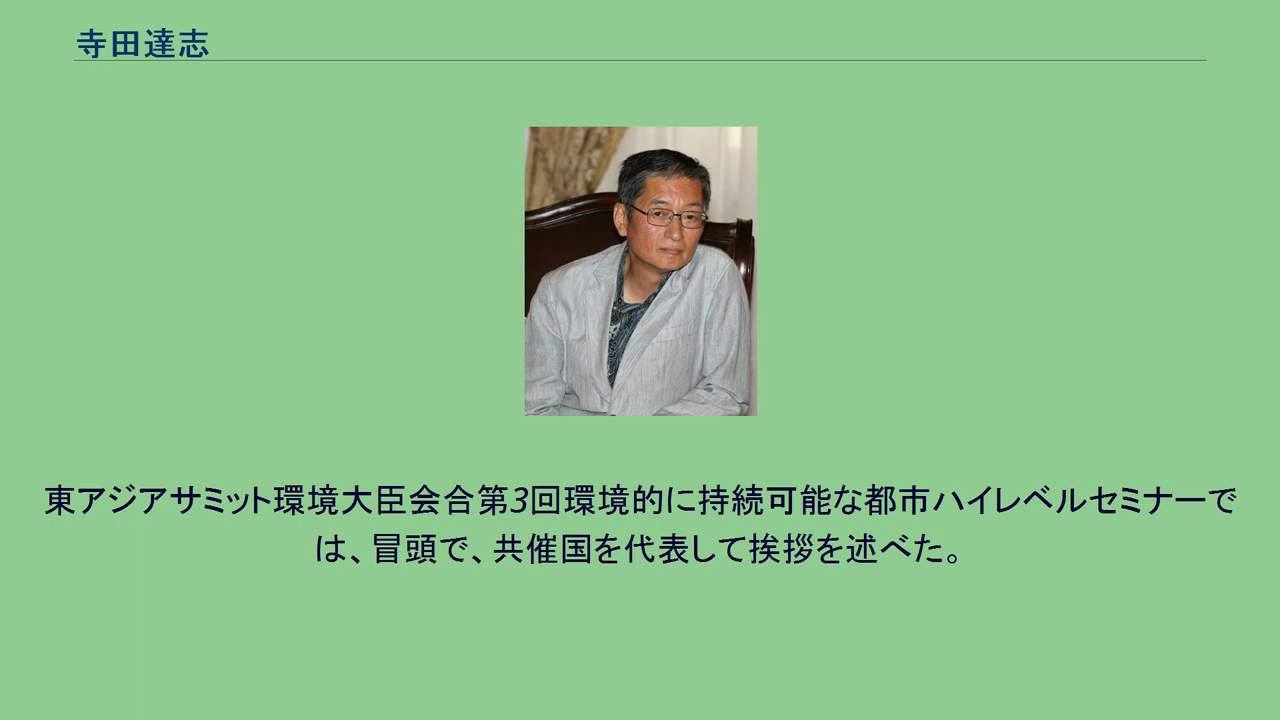 寺田達志
東アジアサミット環境大臣会合第3回環境的に持続可能な都市ハイレベルセミナーで
は、冒頭で、共催国を代表して挨拶を述べた。